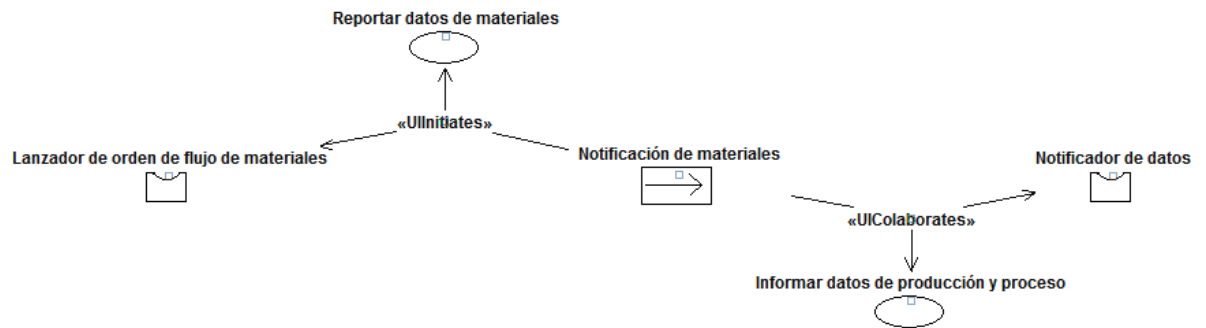 Reportar datos de materiales
«UIInitiates»
Lanzador de orden de flujo de materiales
Notificación de materiales
Notificador de datos
«UIColaborates»
Informar datos de producción y proceso